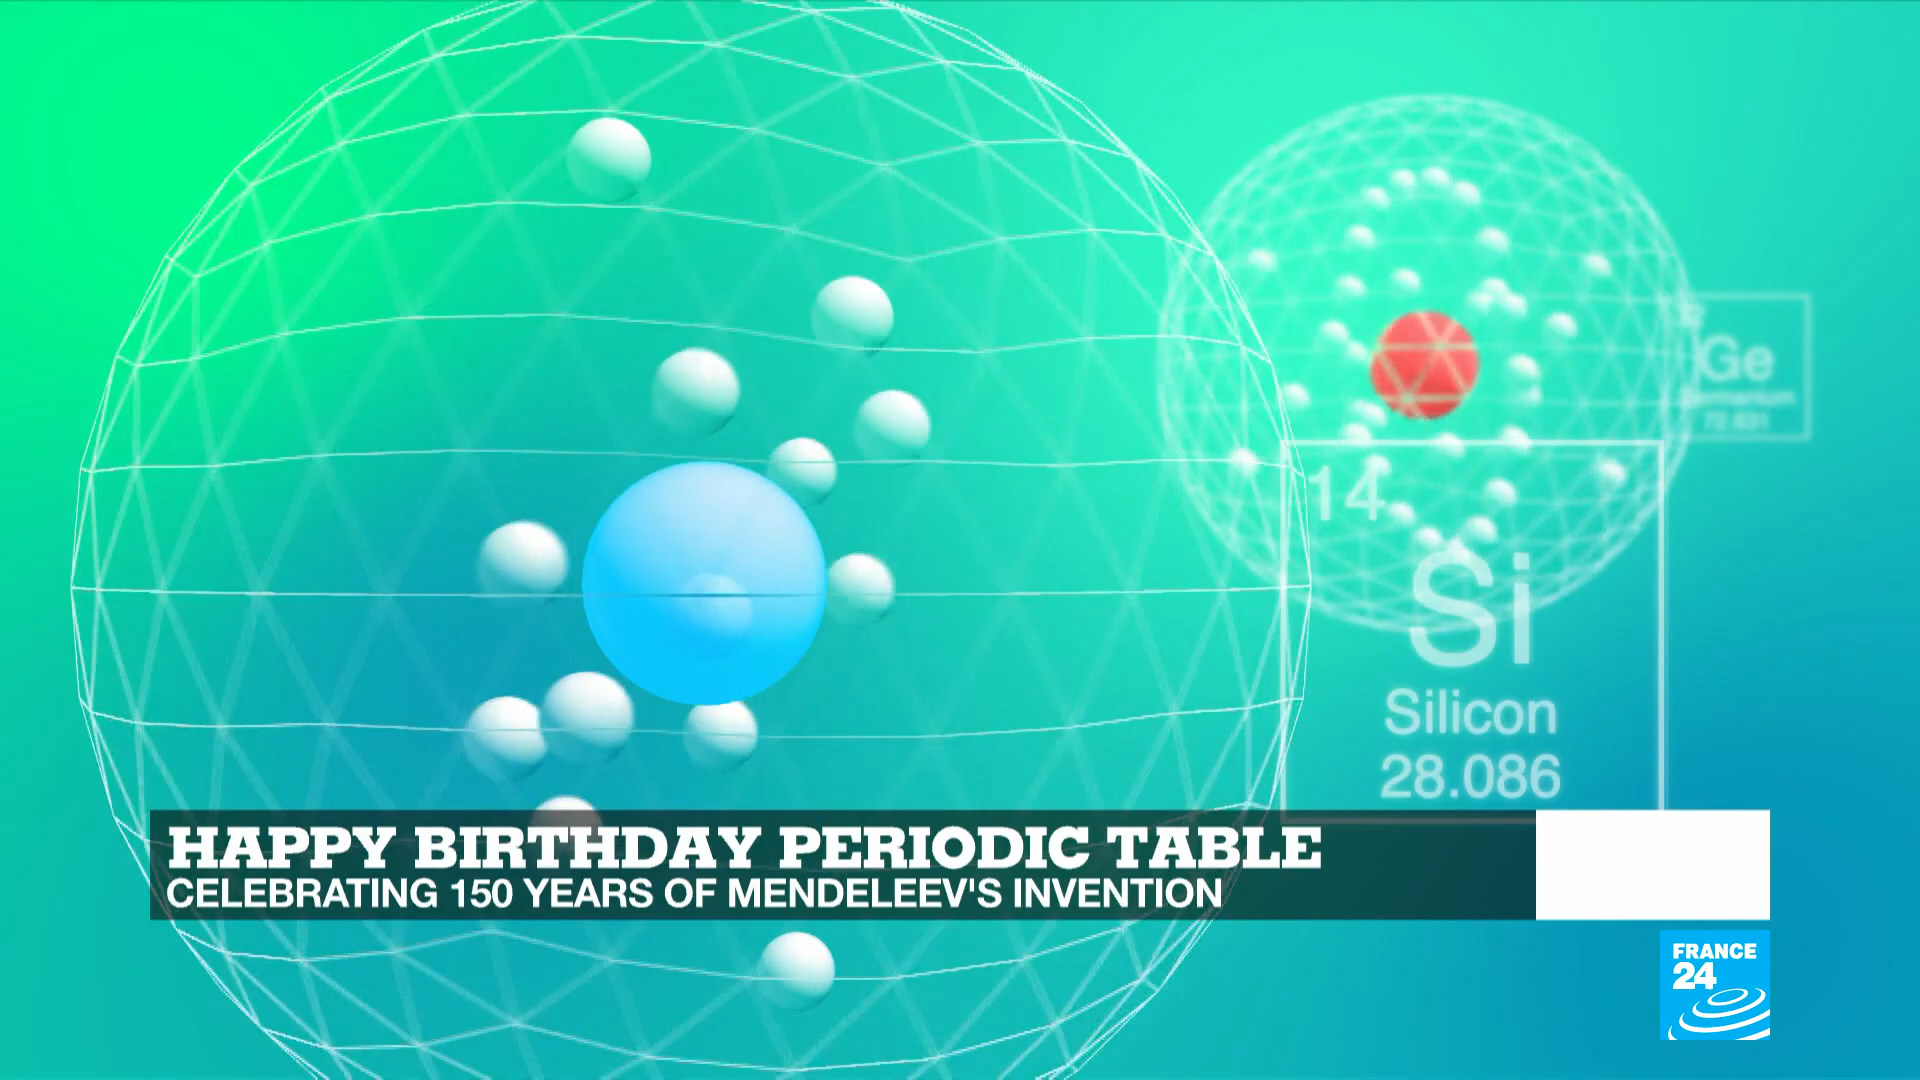 Ge
14
Si
Silicon
28.086
HAPPY BIRTHDAY PERIODIC TABLE
CELEBRATING 150 YEARS OF MENDELEEV'S INVENTION
FRANCE
24